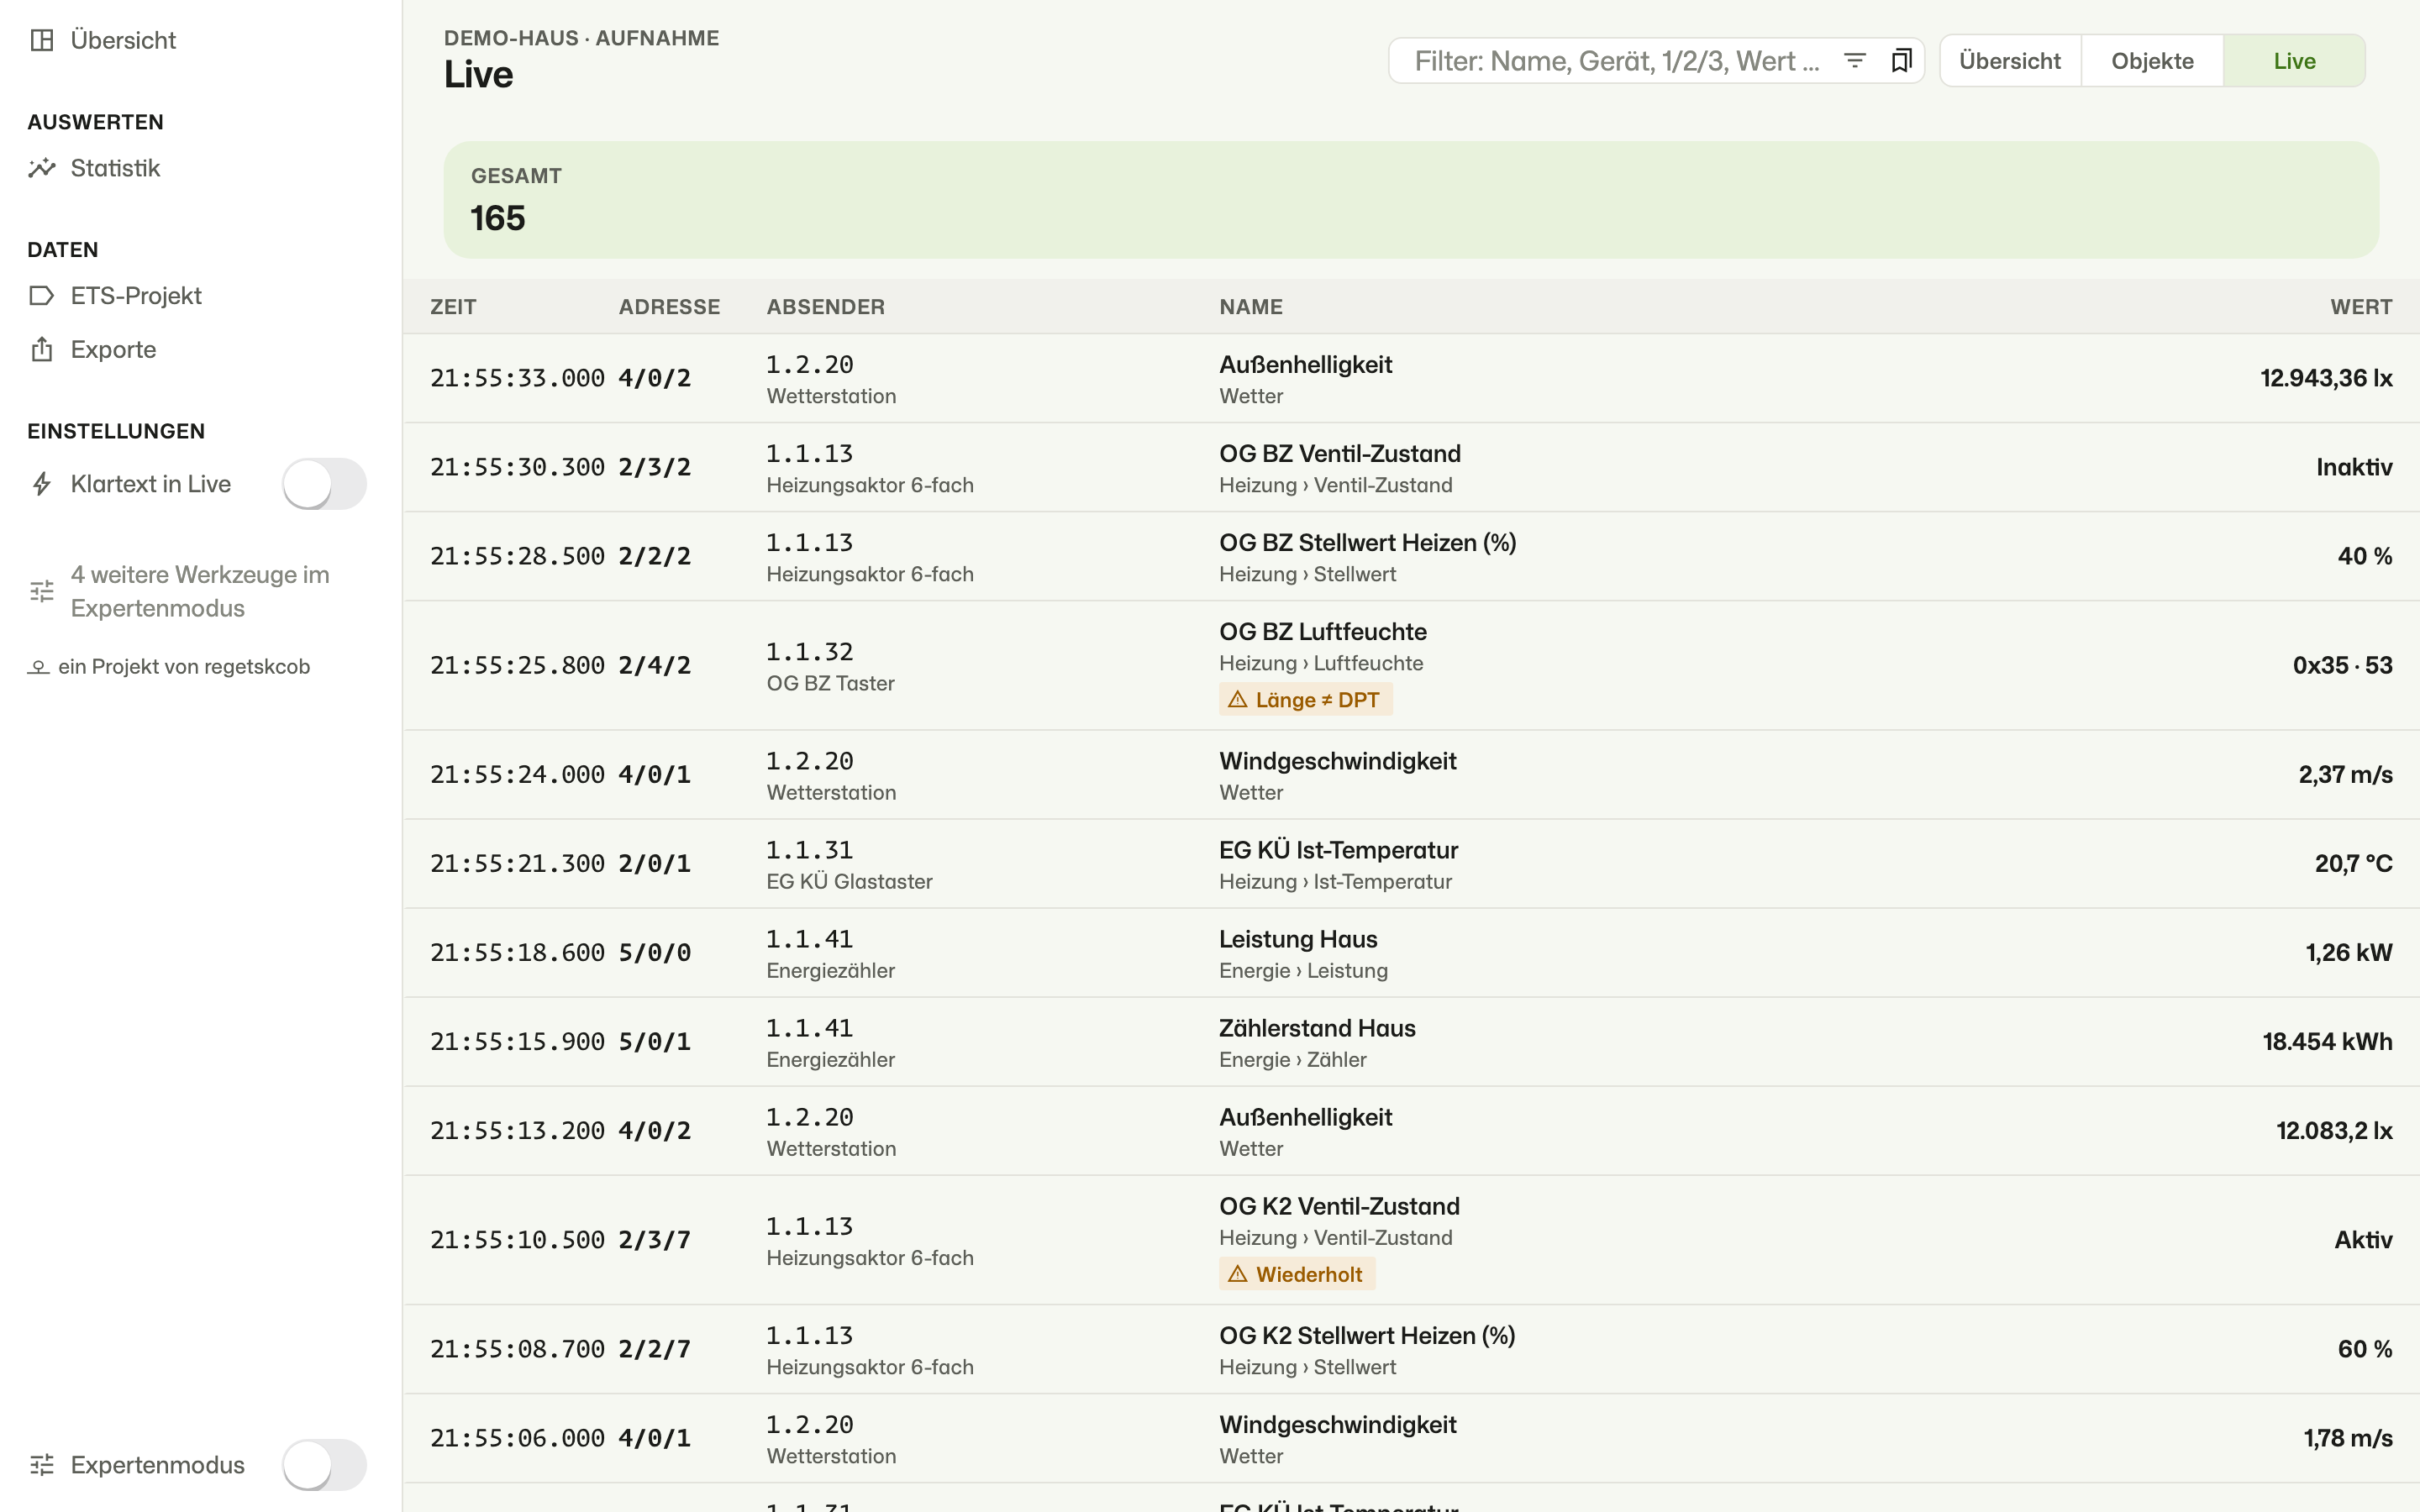 Übersicht
AUSWERTEN
Statistik
DATEN
ETS-Projekt
Exporte
EINSTELLUNGEN
Klartext in Live
4 weitere Werkzeuge im
Expertenmodus
ein Projekt von regetskcob
Expertenmodus
DEMO-HAUS · AUFNAHME
Live
Filter: Name, Gerät, 1/2/3, Wert ...
Übersicht Objekte Live
GESAMT
165
ZEIT ADRESSE ABSENDER NAME WERT
21:55:33.000 4/0/2 1.2.20 Außenhelligkeit 12.943,36 lx
Wetterstation Wetter
21:55:30.300 2/3/2 1.1.13 OG BZ Ventil-Zustand Inaktiv
Heizungsaktor 6-fach Heizung › Ventil-Zustand
21:55:28.500 2/2/2 1.1.13 OG BZ Stellwert Heizen (%) 40 %
Heizungsaktor 6-fach Heizung › Stellwert
21:55:25.800 2/4/2 1.1.32 OG BZ Luftfeuchte 0x35 · 53
OG BZ Taster Heizung › Luftfeuchte
Länge ≠ DPT
21:55:24.000 4/0/1 1.2.20 Windgeschwindigkeit 2,37 m/s
Wetterstation Wetter
21:55:21.300 2/0/1 1.1.31 EG KÜ Ist-Temperatur 20,7 °C
EG KÜ Glastaster Heizung › Ist-Temperatur
21:55:18.600 5/0/0 1.1.41 Leistung Haus 1,26 kW
Energiezähler Energie › Leistung
21:55:15.900 5/0/1 1.1.41 Zählerstand Haus 18.454 kWh
Energiezähler Energie › Zähler
21:55:13.200 4/0/2 1.2.20 Außenhelligkeit 12.083,2 lx
Wetterstation Wetter
21:55:10.500 2/3/7 1.1.13 OG K2 Ventil-Zustand Aktiv
Heizungsaktor 6-fach Heizung › Ventil-Zustand
Wiederholt
21:55:08.700 2/2/7 1.1.13 OG K2 Stellwert Heizen (%) 60 %
Heizungsaktor 6-fach Heizung › Stellwert
21:55:06.000 4/0/1 1.2.20 Windgeschwindigkeit 1,78 m/s
Wetterstation Wetter
1.1.31 EG KÜ Ist-Temperatur